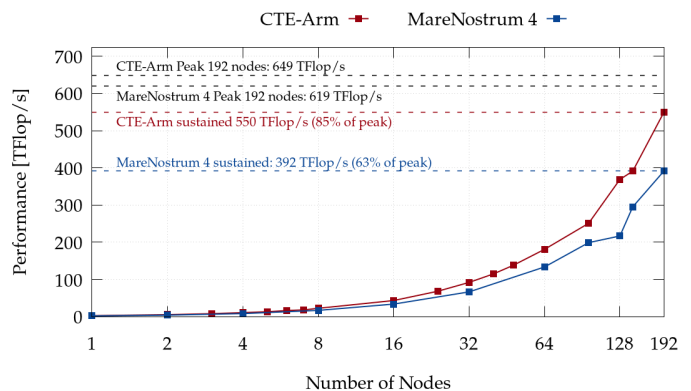 CTE-Arm MareNostrum 4
700
600
500
400
300
200
100
0
Performance [TFlop/s]
CTE-Arm Peak 192 nodes: 649 TFlop/s
MareNostrum 4 Peak 192 nodes: 619 TFlop/s
CTE-Arm sustained 550 TFlop/s (85% of peak)
MareNostrum 4 sustained: 392 TFlop/s (63% of peak)
1 2 4 8 16 32 64 128 192
Number of Nodes